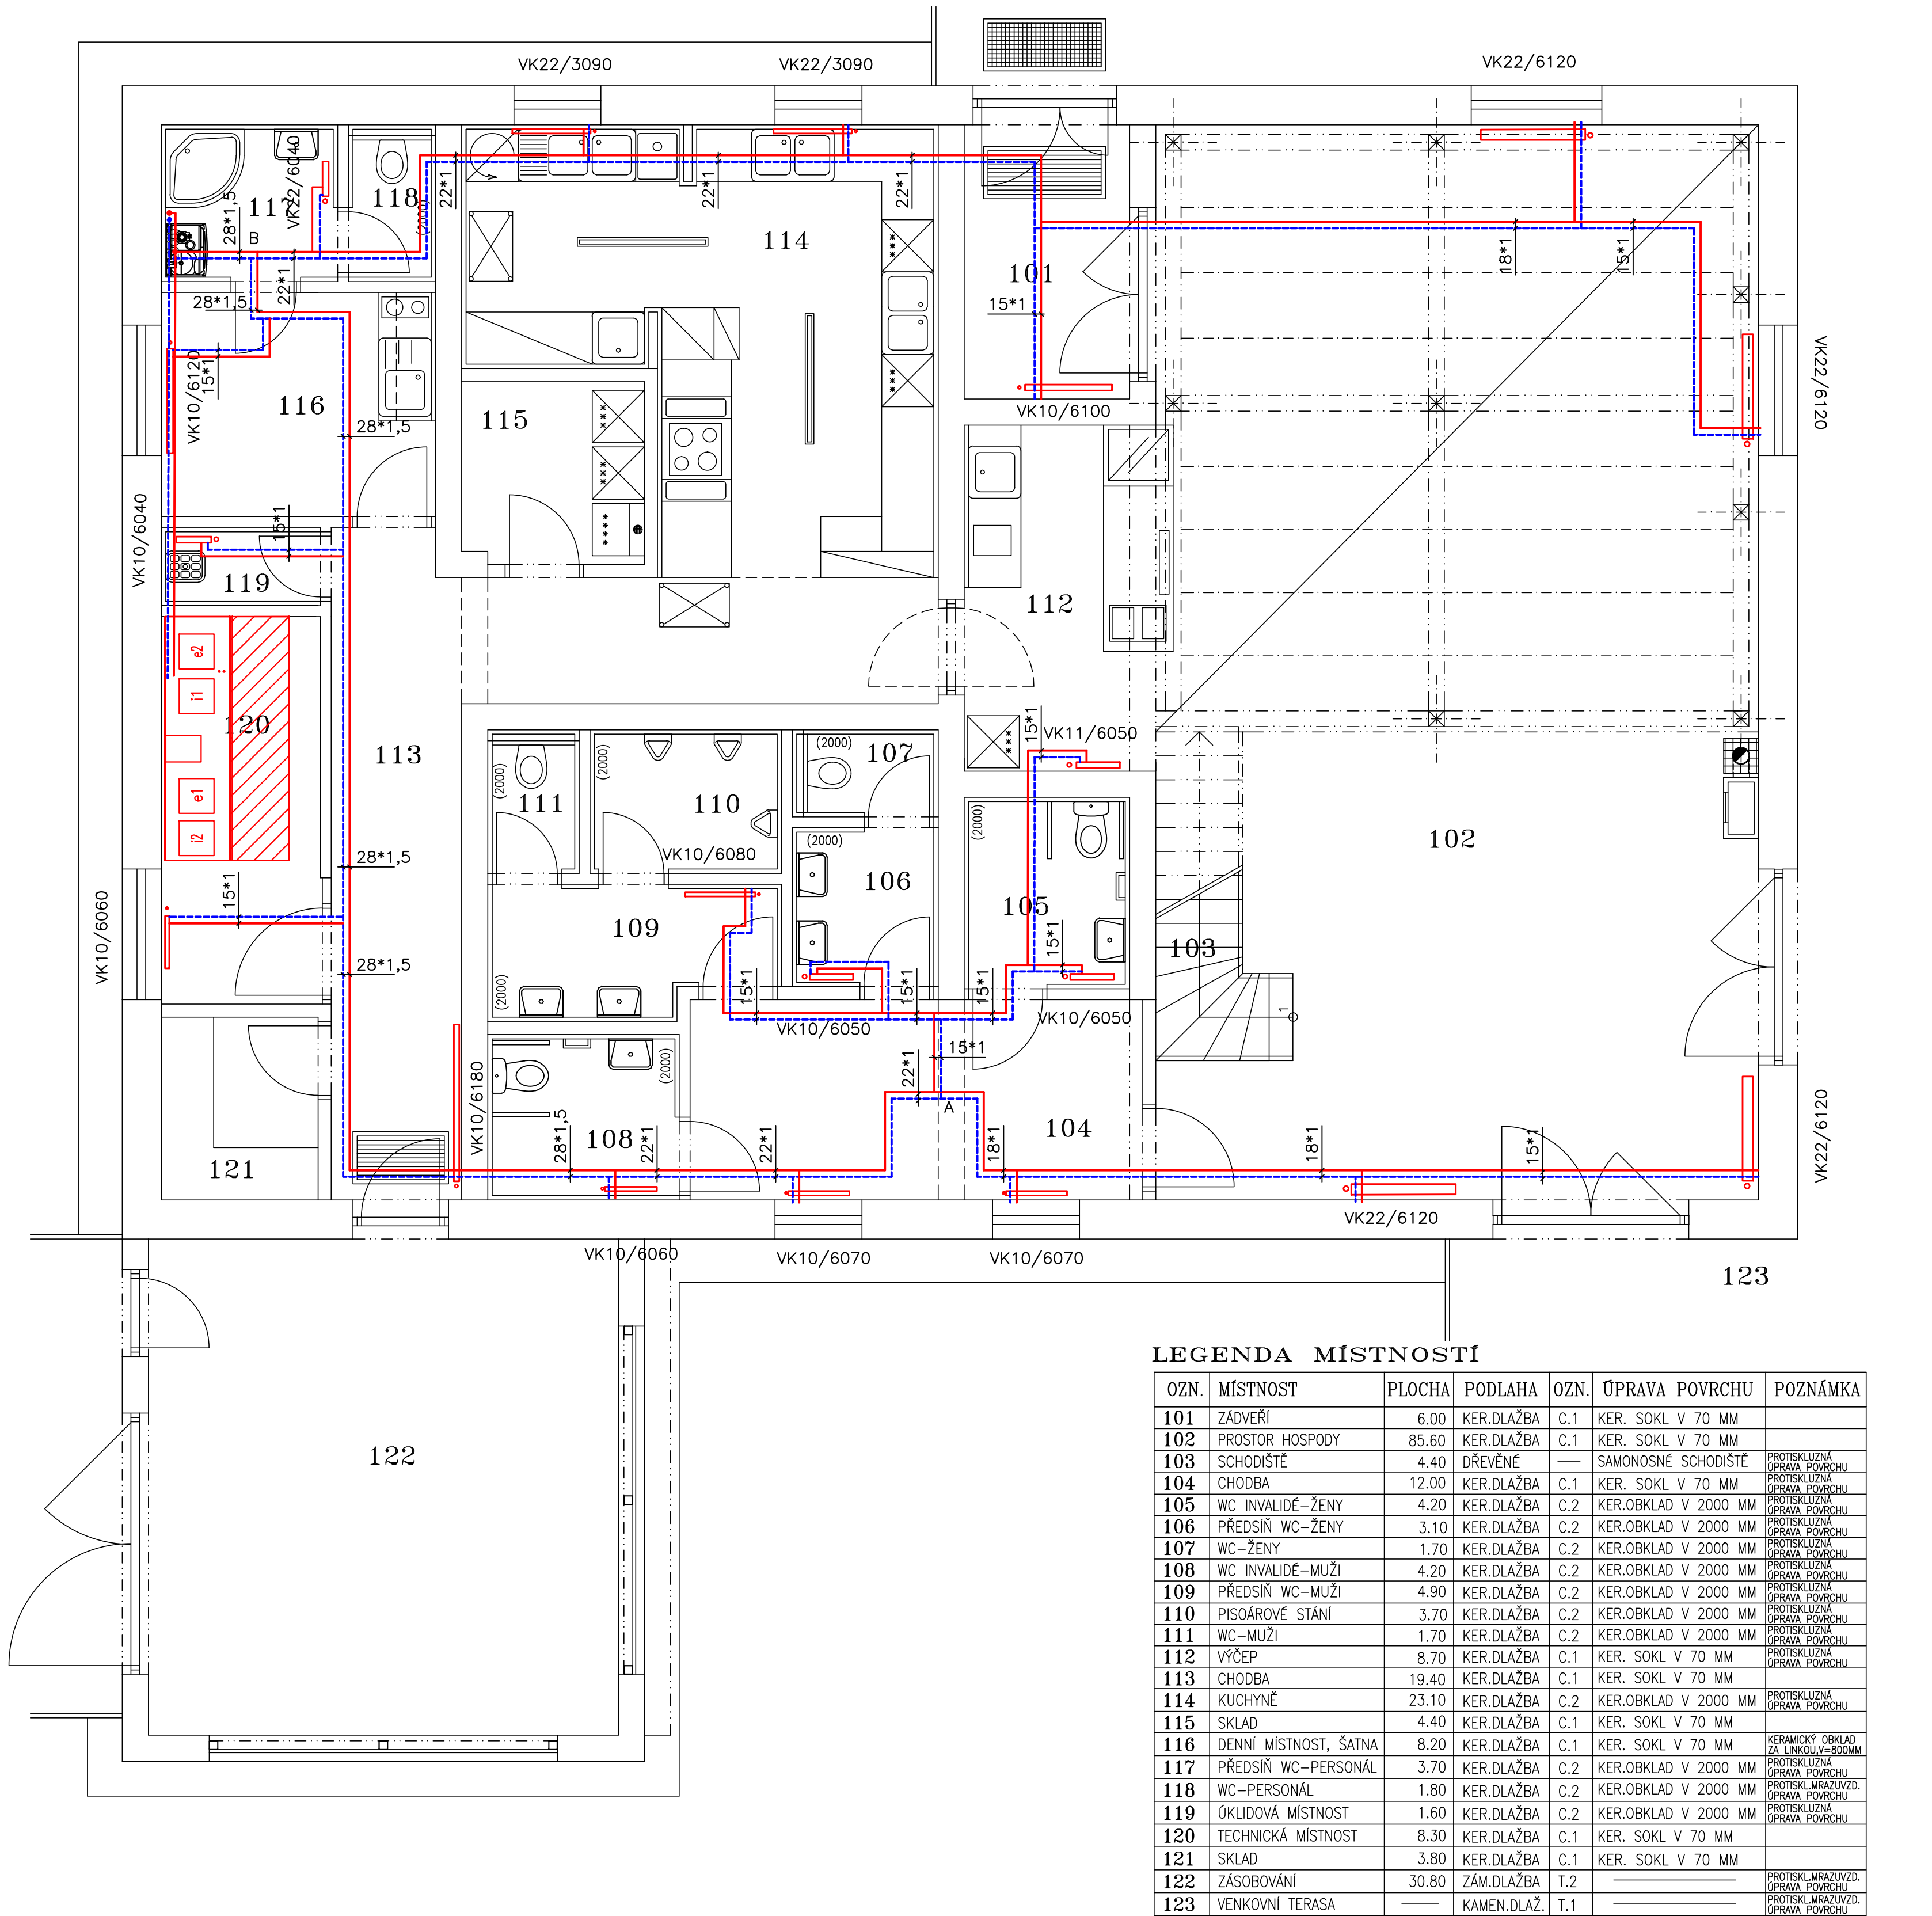 VK22/3090
VK22/3090
VK22/6120
VK22/6040
117
118
(2000)
28*1,5
B
22*1
22*1
22*1
22*1
114
101
18*1
15*1
28*1,5
15*1
VK10/6120
15*1
VK22/6120
116
28*1,5
115
VK10/6100
VK10/6040
15*1
119
112
e2
i1
120
e1
i2
113
15*1
VK11/6050
(2000)
(2000)
(2000)
107
111
110
(2000)
(2000)
102
28*1,5
VK10/6080
106
15*1
109
105
VK10/6060
15*1
103
28*1,5
(2000)
15*1
15*1
15*1
1
VK10/6050
VK10/6050
15*1
VK10/6180
(2000)
22*1
A
VK22/6120
28*1,5
108
22*1
22*1
18*1
104
18*1
15*1
121
VK22/6120
VK10/6060
VK10/6070
VK10/6070
123
122
LEGENDA MÍSTNOSTÍ
OZN. MÍSTNOST PLOCHA PODLAHA OZN. ÚPRAVA POVRCHU POZNÁMKA
101 ZÁDVEŘÍ 6.00 KER.DLAŽBA C.1 KER. SOKL V 70 MM
102 PROSTOR HOSPODY 85.60 KER.DLAŽBA C.1 KER. SOKL V 70 MM
103 SCHODIŠTĚ 4.40 DŘEVĚNÉ — SAMONOSNÉ SCHODIŠTĚ PROTISKLUZNÁ ÚPRAVA POVRCHU
104 CHODBA 12.00 KER.DLAŽBA C.1 KER. SOKL V 70 MM PROTISKLUZNÁ ÚPRAVA POVRCHU
105 WC INVALIDÉ-ŽENY 4.20 KER.DLAŽBA C.2 KER.OBKLAD V 2000 MM PROTISKLUZNÁ ÚPRAVA POVRCHU
106 PŘEDSÍŇ WC-ŽENY 3.10 KER.DLAŽBA C.2 KER.OBKLAD V 2000 MM PROTISKLUZNÁ ÚPRAVA POVRCHU
107 WC-ŽENY 1.70 KER.DLAŽBA C.2 KER.OBKLAD V 2000 MM PROTISKLUZNÁ ÚPRAVA POVRCHU
108 WC INVALIDÉ-MUŽI 4.20 KER.DLAŽBA C.2 KER.OBKLAD V 2000 MM PROTISKLUZNÁ ÚPRAVA POVRCHU
109 PŘEDSÍŇ WC-MUŽI 4.90 KER.DLAŽBA C.2 KER.OBKLAD V 2000 MM PROTISKLUZNÁ ÚPRAVA POVRCHU
110 PISOÁROVÉ STÁNÍ 3.70 KER.DLAŽBA C.2 KER.OBKLAD V 2000 MM PROTISKLUZNÁ ÚPRAVA POVRCHU
111 WC-MUŽI 1.70 KER.DLAŽBA C.2 KER.OBKLAD V 2000 MM PROTISKLUZNÁ ÚPRAVA POVRCHU
112 VÝČEP 8.70 KER.DLAŽBA C.1 KER. SOKL V 70 MM PROTISKLUZNÁ ÚPRAVA POVRCHU
113 CHODBA 19.40 KER.DLAŽBA C.1 KER. SOKL V 70 MM
114 KUCHYNĚ 23.10 KER.DLAŽBA C.2 KER.OBKLAD V 2000 MM PROTISKLUZNÁ ÚPRAVA POVRCHU
115 SKLAD 4.40 KER.DLAŽBA C.1 KER. SOKL V 70 MM
116 DENNÍ MÍSTNOST, ŠATNA 8.20 KER.DLAŽBA C.1 KER. SOKL V 70 MM KERAMICKÝ OBKLAD ZA LINKOU,V=800MM
117 PŘEDSÍŇ WC-PERSONÁL 3.70 KER.DLAŽBA C.2 KER.OBKLAD V 2000 MM PROTISKLUZNÁ ÚPRAVA POVRCHU
118 WC-PERSONÁL 1.80 KER.DLAŽBA C.2 KER.OBKLAD V 2000 MM PROTISKL.MRAZUVZD. ÚPRAVA POVRCHU
119 ÚKLIDOVÁ MÍSTNOST 1.60 KER.DLAŽBA C.2 KER.OBKLAD V 2000 MM PROTISKLUZNÁ ÚPRAVA POVRCHU
120 TECHNICKÁ MÍSTNOST 8.30 KER.DLAŽBA C.1 KER. SOKL V 70 MM
121 SKLAD 3.80 KER.DLAŽBA C.1 KER. SOKL V 70 MM
122 ZÁSOBOVÁNÍ 30.80 ZÁM.DLAŽBA T.2 — PROTISKL.MRAZUVZD. ÚPRAVA POVRCHU
123 VENKOVNÍ TERASA — KAMEN.DLAŽ. T.1 — PROTISKL.MRAZUVZD. ÚPRAVA POVRCHU